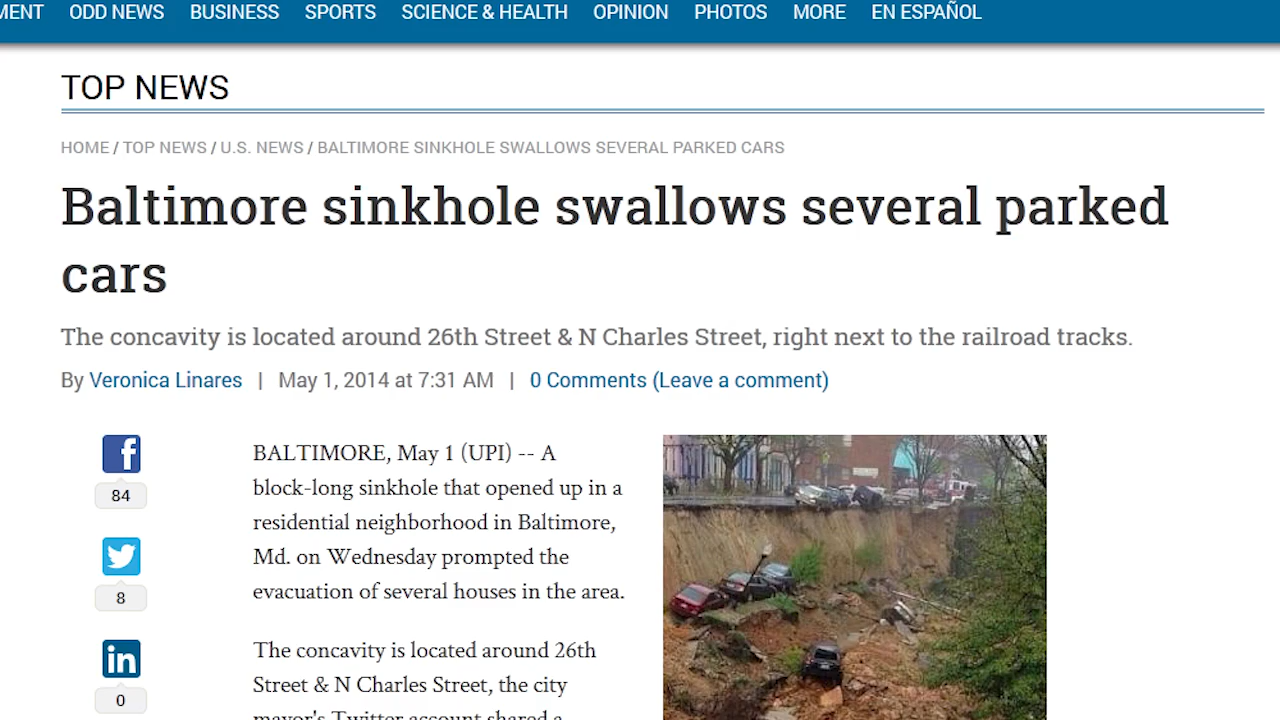 MENT ODD NEWS BUSINESS SPORTS SCIENCE & HEALTH OPINION PHOTOS MORE EN ESPAÑOL
TOP NEWS
HOME / TOP NEWS / U.S. NEWS / BALTIMORE SINKHOLE SWALLOWS SEVERAL PARKED CARS
Baltimore sinkhole swallows several parked
cars
The concavity is located around 26th Street & N Charles Street, right next to the railroad tracks.
By Veronica Linares | May 1, 2014 at 7:31 AM | 0 Comments (Leave a comment)
f
84
8
in
0
BALTIMORE, May 1 (UPI) -- A
block-long sinkhole that opened up in a
residential neighborhood in Baltimore,
Md. on Wednesday prompted the
evacuation of several houses in the area.
The concavity is located around 26th
Street & N Charles Street, the city
mayor's Twitter account shared a